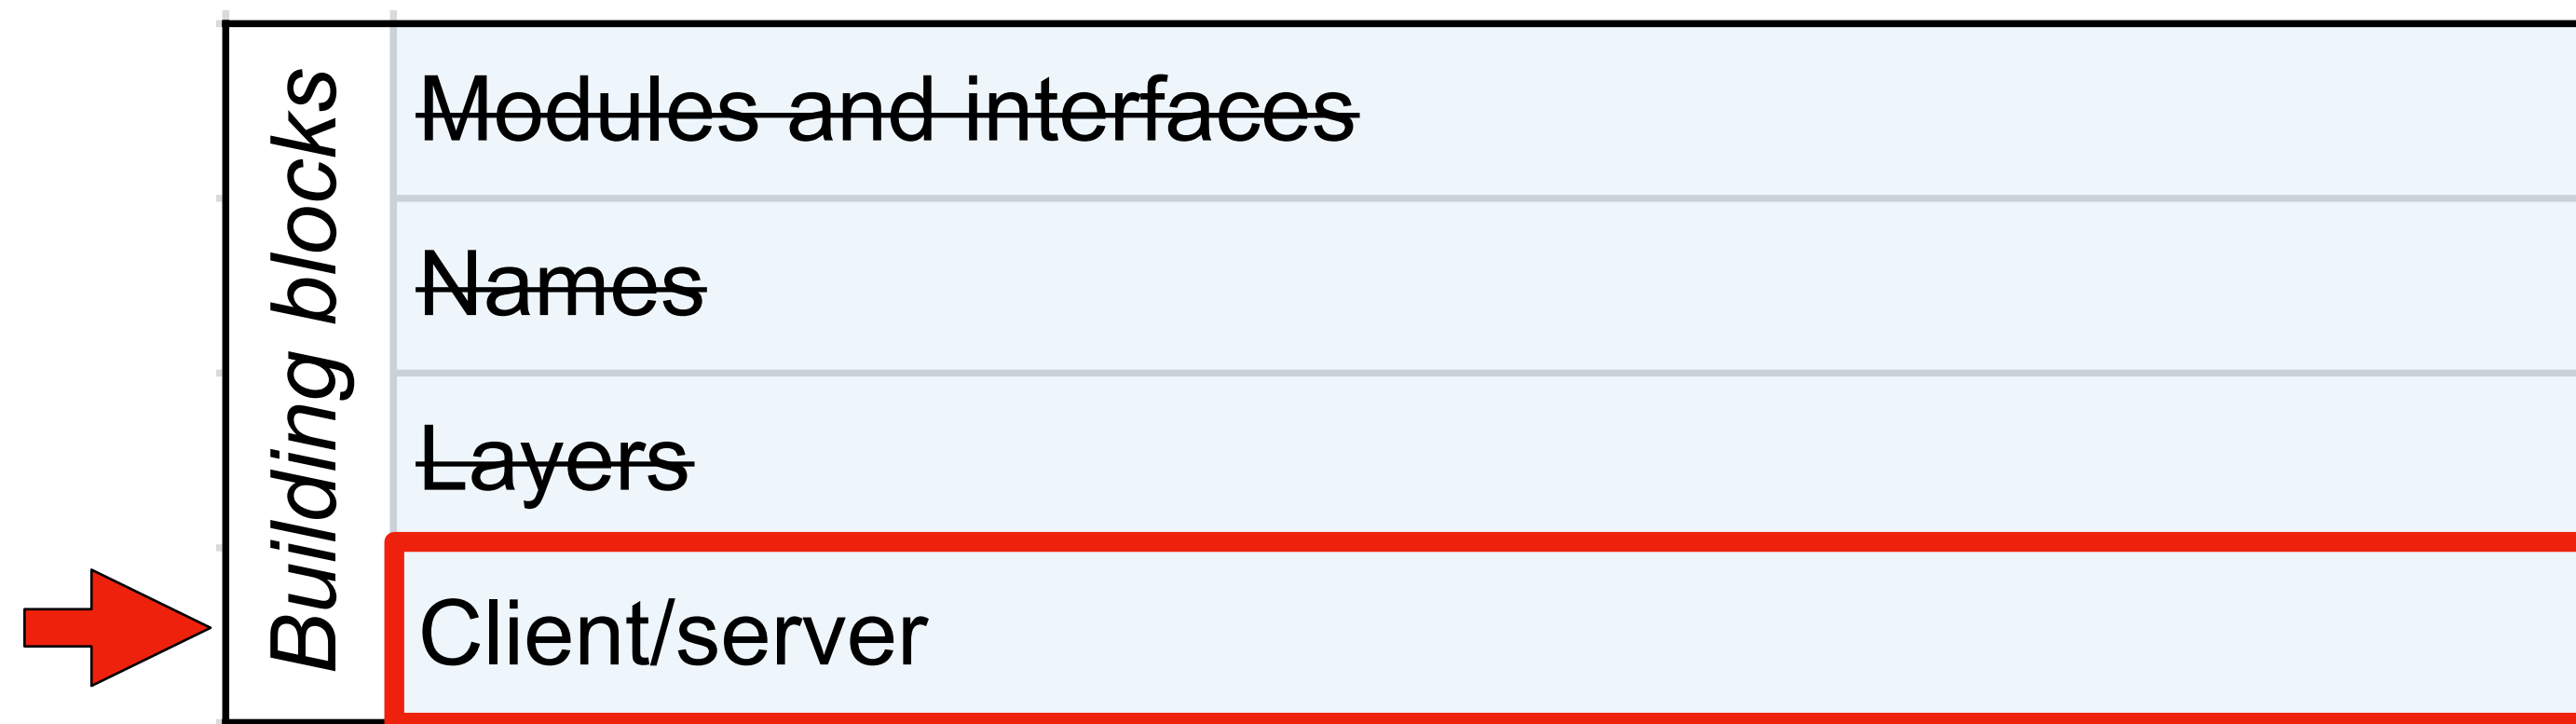 Building blocks
Modules and interfaces
Names
Layers
Client/server